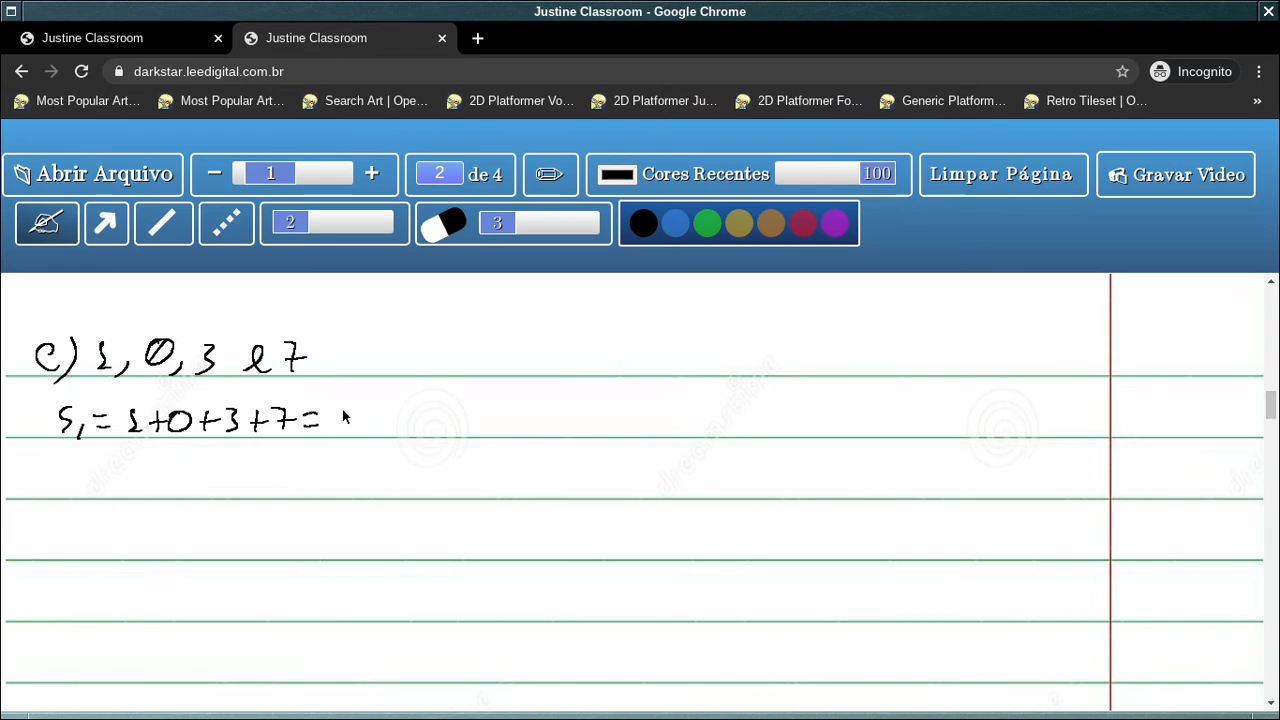 Justine Classroom - Google Chrome
Justine Classroom
Justine Classroom
darkstar.leedigital.com.br
Incognito
Most Popular Art...
Most Popular Art...
Search Art | Ope...
2D Platformer Vo...
2D Platformer Ju...
2D Platformer Fo...
Generic Platform...
Retro Tileset | O...
»
Abrir Arquivo
− 1 +
2 de 4
Cores Recentes 100
Limpar Página
Gravar Video
2
3
C) 1, 0, 3 e 7
S₁ = 1+0+3+7=